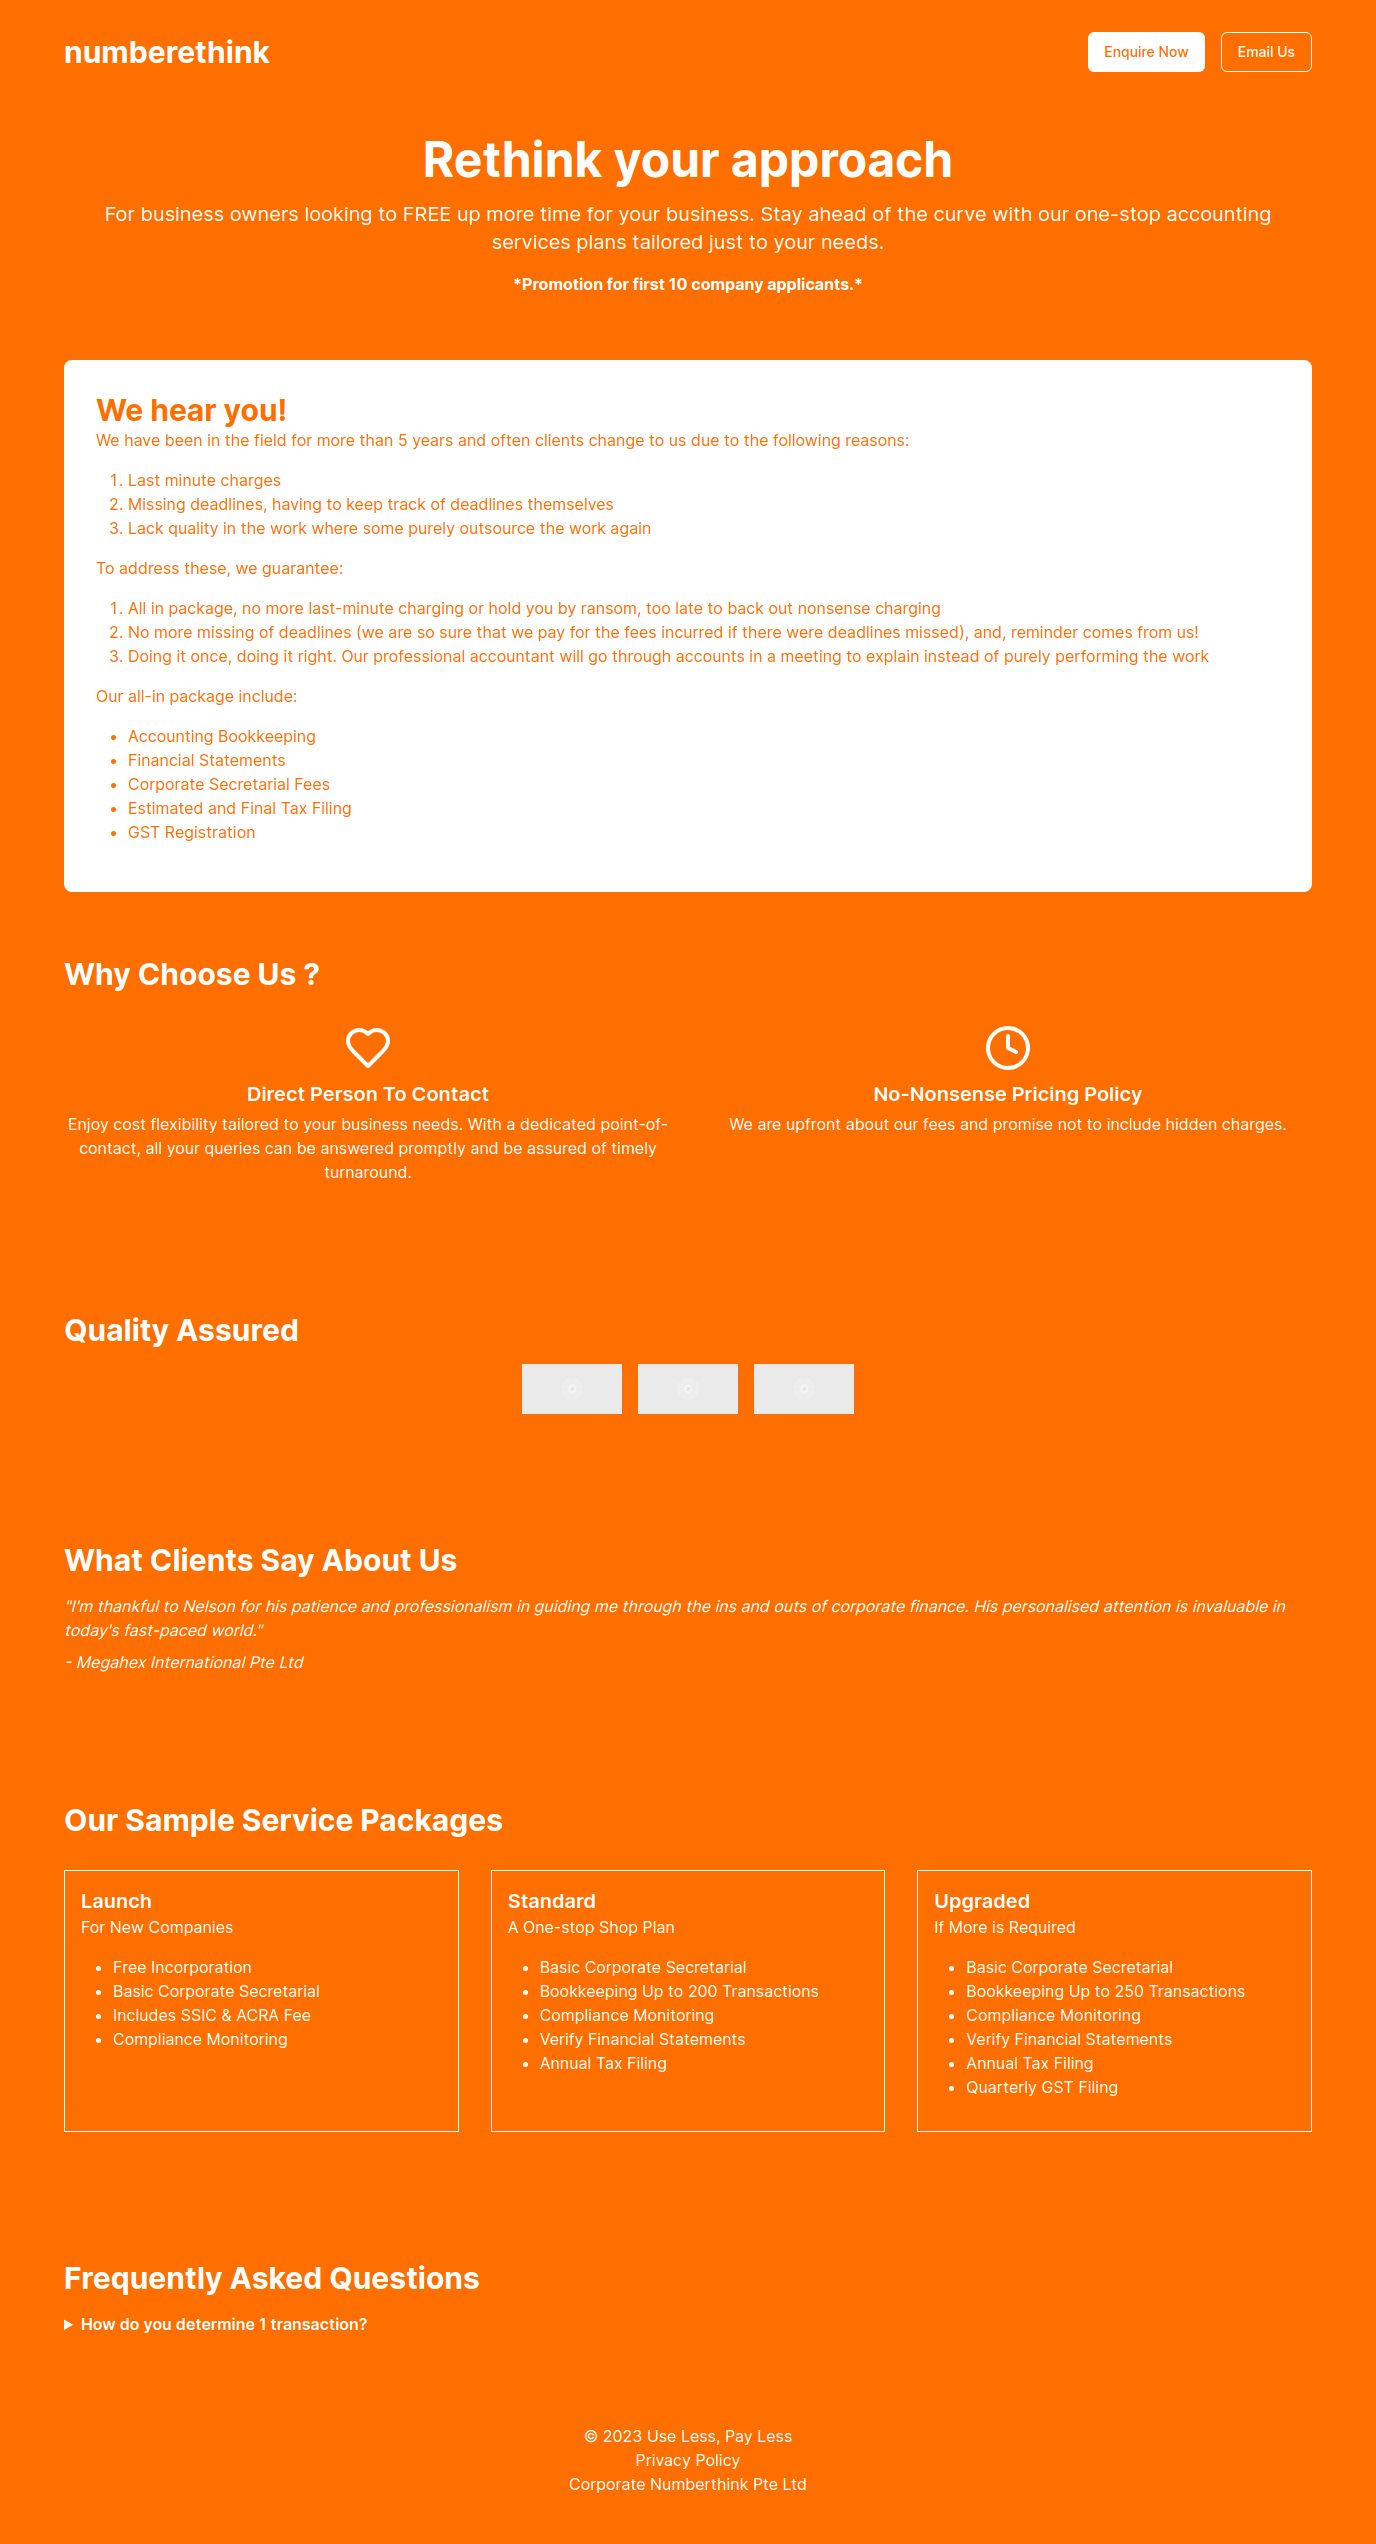 numberethink
Enquire Now
Email Us
Rethink your approach
For business owners looking to FREE up more time for your business. Stay ahead of the curve with our one-stop accounting
services plans tailored just to your needs.
*Promotion for first 10 company applicants.*
We hear you!
We have been in the field for more than 5 years and often clients change to us due to the following reasons:
1. Last minute charges
2. Missing deadlines, having to keep track of deadlines themselves
3. Lack quality in the work where some purely outsource the work again
To address these, we guarantee:
1. All in package, no more last-minute charging or hold you by ransom, too late to back out nonsense charging
2. No more missing of deadlines (we are so sure that we pay for the fees incurred if there were deadlines missed), and, reminder comes from us!
3. Doing it once, doing it right. Our professional accountant will go through accounts in a meeting to explain instead of purely performing the work
Our all-in package include:
• Accounting Bookkeeping
• Financial Statements
• Corporate Secretarial Fees
• Estimated and Final Tax Filing
• GST Registration
Why Choose Us ?
Direct Person To Contact
Enjoy cost flexibility tailored to your business needs. With a dedicated point-of-
contact, all your queries can be answered promptly and be assured of timely
turnaround.
No-Nonsense Pricing Policy
We are upfront about our fees and promise not to include hidden charges.
Quality Assured
What Clients Say About Us
"I'm thankful to Nelson for his patience and professionalism in guiding me through the ins and outs of corporate finance. His personalised attention is invaluable in
today's fast-paced world."
- Megahex International Pte Ltd
Our Sample Service Packages
Launch
For New Companies
• Free Incorporation
• Basic Corporate Secretarial
• Includes SSIC & ACRA Fee
• Compliance Monitoring
Standard
A One-stop Shop Plan
• Basic Corporate Secretarial
• Bookkeeping Up to 200 Transactions
• Compliance Monitoring
• Verify Financial Statements
• Annual Tax Filing
Upgraded
If More is Required
• Basic Corporate Secretarial
• Bookkeeping Up to 250 Transactions
• Compliance Monitoring
• Verify Financial Statements
• Annual Tax Filing
• Quarterly GST Filing
Frequently Asked Questions
How do you determine 1 transaction?
© 2023 Use Less, Pay Less
Privacy Policy
Corporate Numberthink Pte Ltd